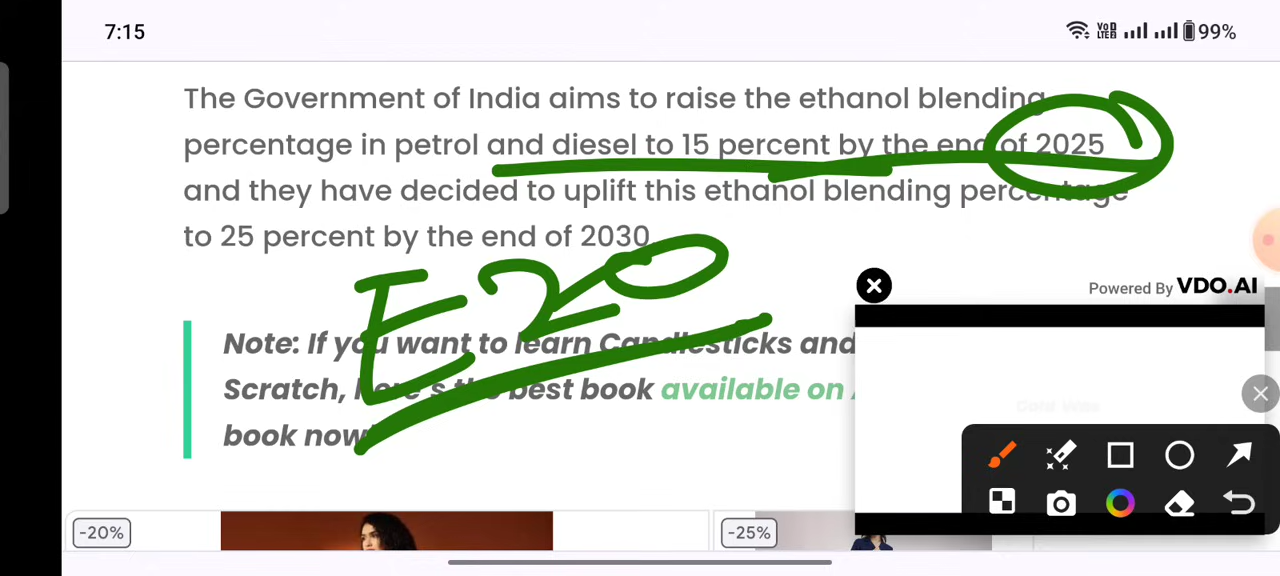 7:15
VoD LTEB 99%
The Government of India aims to raise the ethanol blending
percentage in petrol and diesel to 15 percent by the end of 2025
and they have decided to uplift this ethanol blending percentage
to 25 percent by the end of 2030.
E20
Powered By VDO.AI
Note: If you want to learn Candlesticks and
Scratch, here's the best book available on
book now
-20%
-25%